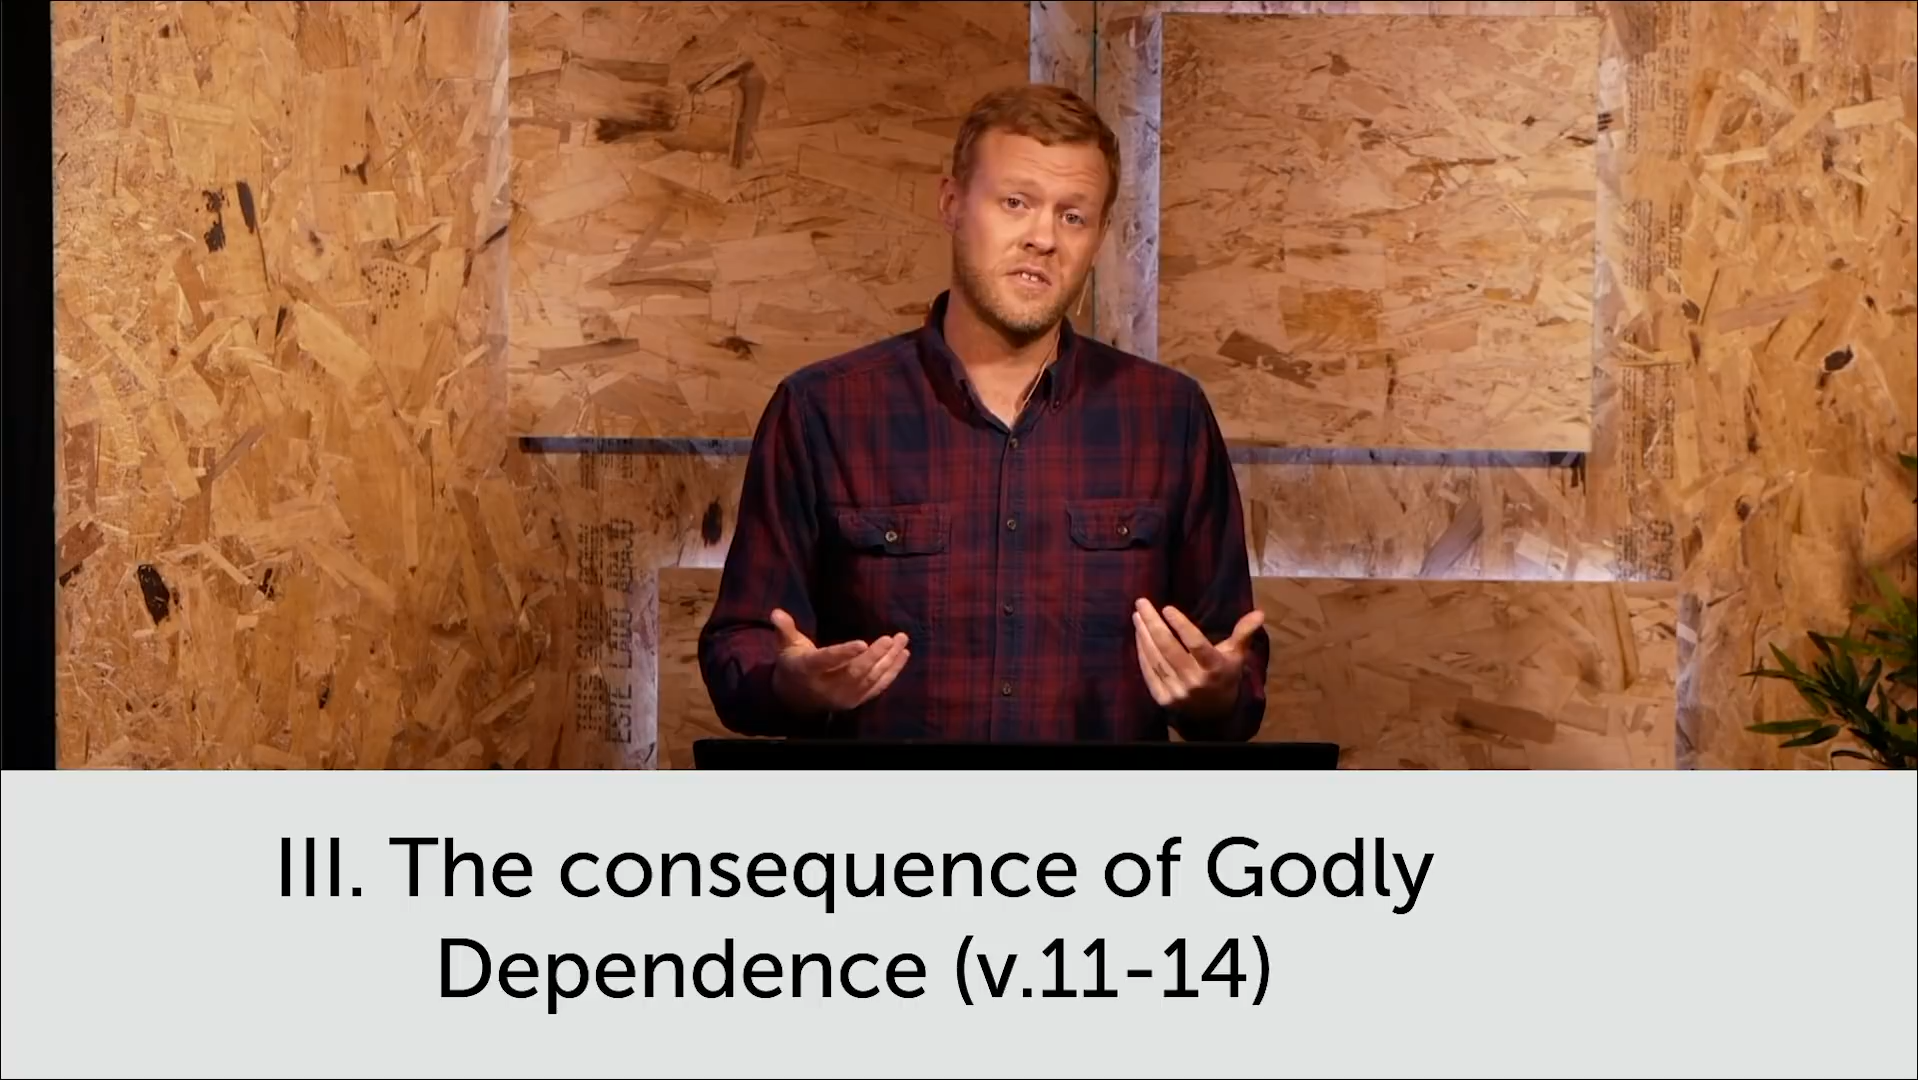 III. The consequence of Godly
Dependence (v.11-14)